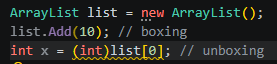 ArrayList list = new ArrayList();
list.Add(10); // boxing
int x = (int)list[0]; // unboxing